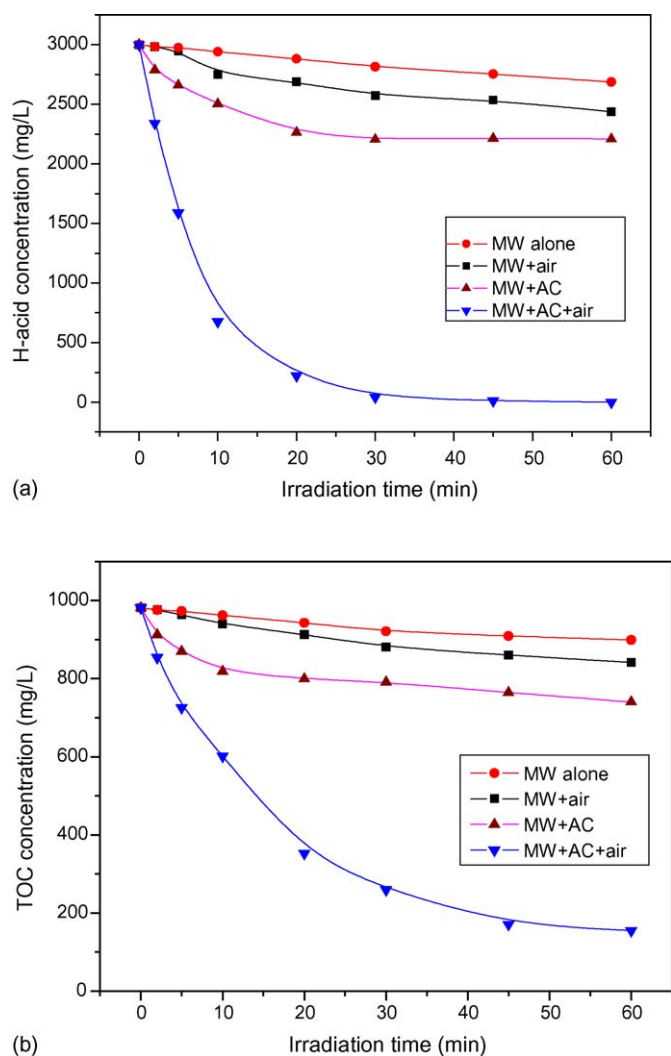 3000
2500
2000
1500
1000
500
0
H-acid concentration (mg/L)
MW alone
MW+air
MW+AC
MW+AC+air
0 10 20 30 40 50 60
Irradiation time (min)
(a)
1000
800
600
400
200
0
TOC concentration (mg/L)
MW alone
MW+air
MW+AC
MW+AC+air
0 10 20 30 40 50 60
Irradiation time (min)
(b)